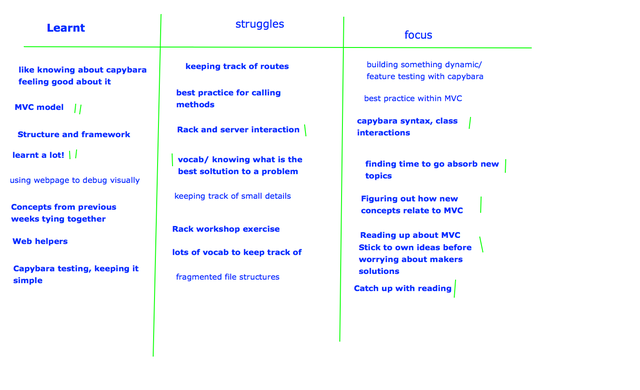 Learnt
struggles
focus
like knowing about capybara
feeling good about it
MVC model
Structure and framework
learnt a lot!
using webpage to debug visually
Concepts from previous
weeks tying together
Web helpers
Capybara testing, keeping it
simple
keeping track of routes
best practice for calling
methods
Rack and server interaction
vocab/ knowing what is the
best soltution to a problem
keeping track of small details
Rack workshop exercise
lots of vocab to keep track of
fragmented file structures
building something dynamic/
feature testing with capybara
best practice within MVC
capybara syntax, class
interactions
finding time to go absorb new
topics
Figuring out how new
concepts relate to MVC
Reading up about MVC
Stick to own ideas before
worrying about makers
solutions
Catch up with reading